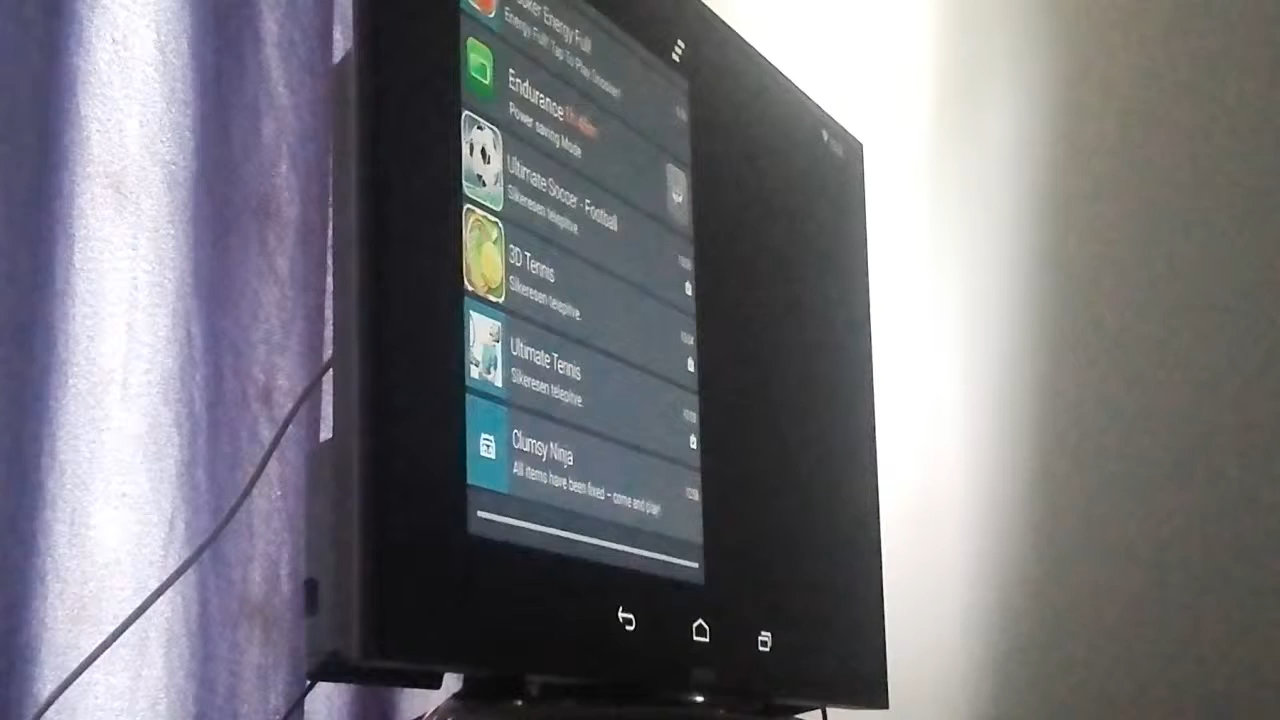 Energy Full
Energy Full! Tap To Play
Endurance
Power saving Mode
Ultimate Soccer - Football
Sikeresen telepítve.
3D Tennis
Sikeresen telepítve.
Ultimate Tennis
Sikeresen telepítve.
Clumsy Ninja
All items have been fixed - come and play!